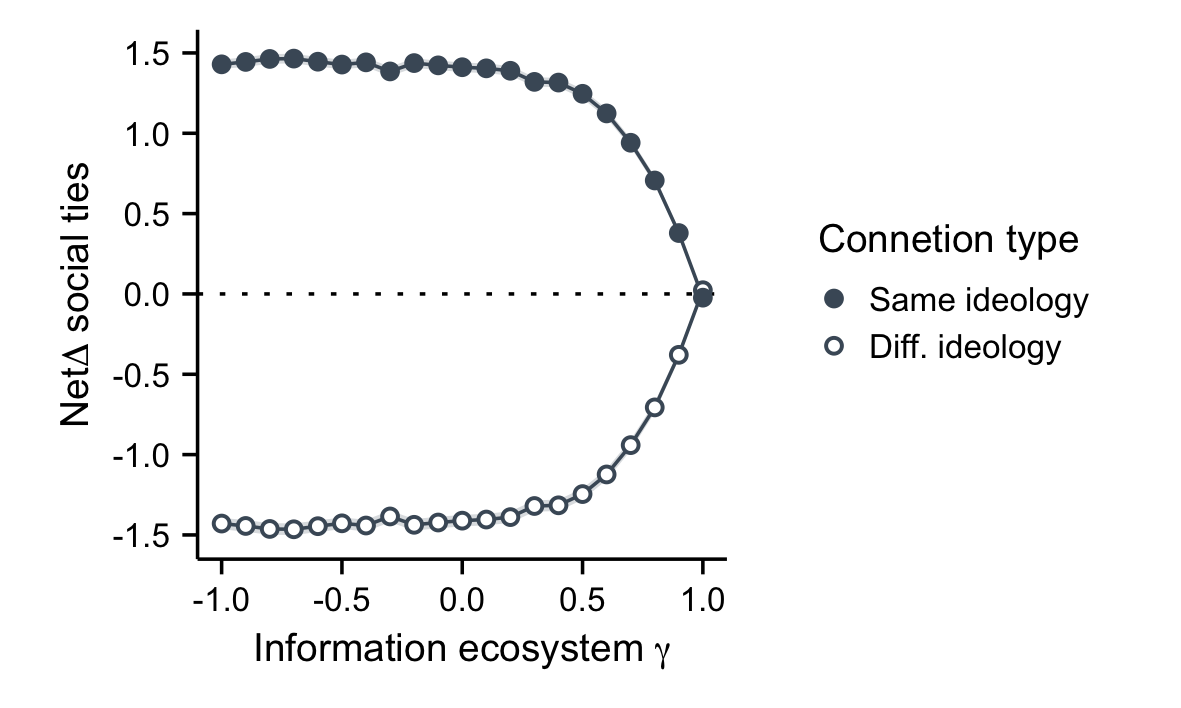 1.5
1.0
0.5
0.0
-0.5
-1.0
-1.5
NetΔ social ties
-1.0 -0.5 0.0 0.5 1.0
Information ecosystem γ
Connetion type
Same ideology
Diff. ideology